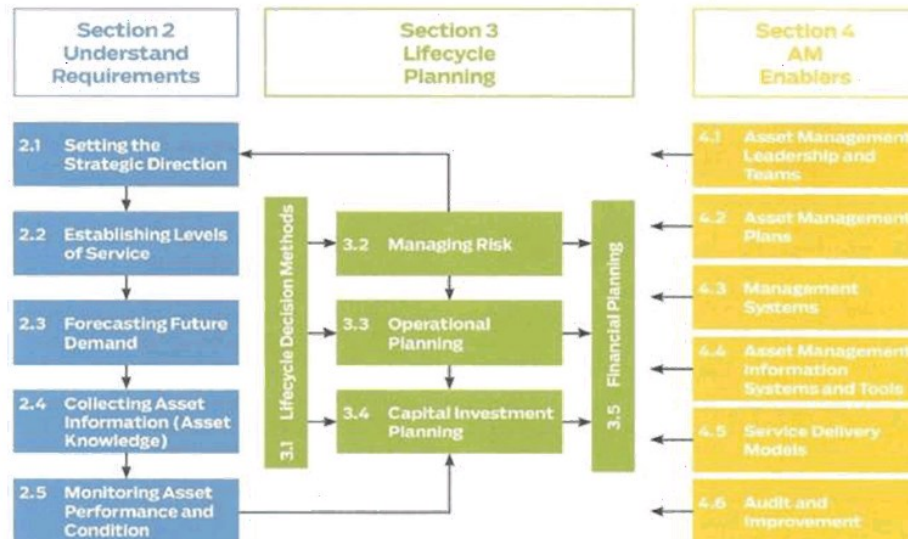 Section 2
Understand
Requirements
Section 3
Lifecycle
Planning
Section 4
AM
Enablers
2.1 Setting the
Strategic Direction
2.2 Establishing Levels
of Service
2.3 Forecasting Future
Demand
2.4 Collecting Asset
Information (Asset
Knowledge)
2.5 Monitoring Asset
Performance and
Condition
3.1 Lifecycle Decision Methods
3.2 Managing Risk
3.3 Operational
Planning
3.4 Capital Investment
Planning
3.5 Financial Planning
4.1 Asset Management
Leadership and
Teams
4.2 Asset Management
Plans
4.3 Management
Systems
4.4 Asset Management
Information
Systems and Tools
4.5 Service Delivery
Models
4.6 Audit and
Improvement